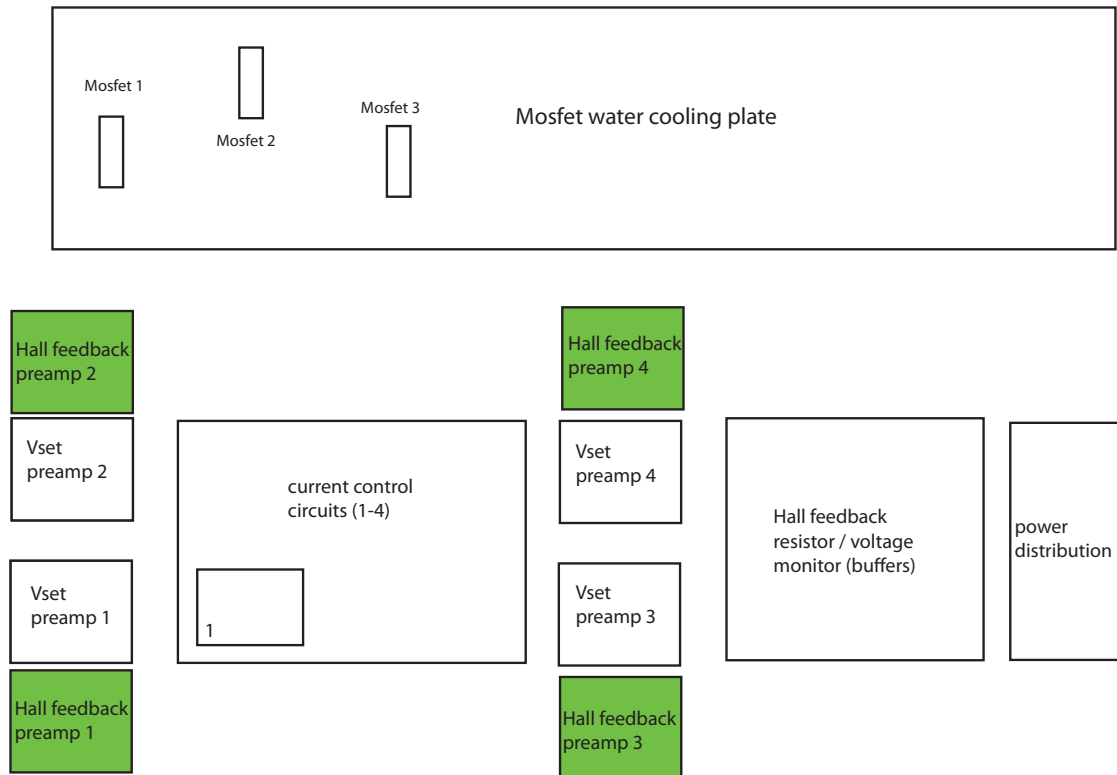 Mosfet 1
Mosfet 2
Mosfet 3
Mosfet water cooling plate
Hall feedback
preamp 2
Hall feedback
preamp 4
Vset
preamp 2
current control
circuits (1-4)
Vset
preamp 4
Hall feedback
resistor / voltage
monitor (buffers)
power
distribution
Vset
preamp 1
1
Vset
preamp 3
Hall feedback
preamp 1
Hall feedback
preamp 3